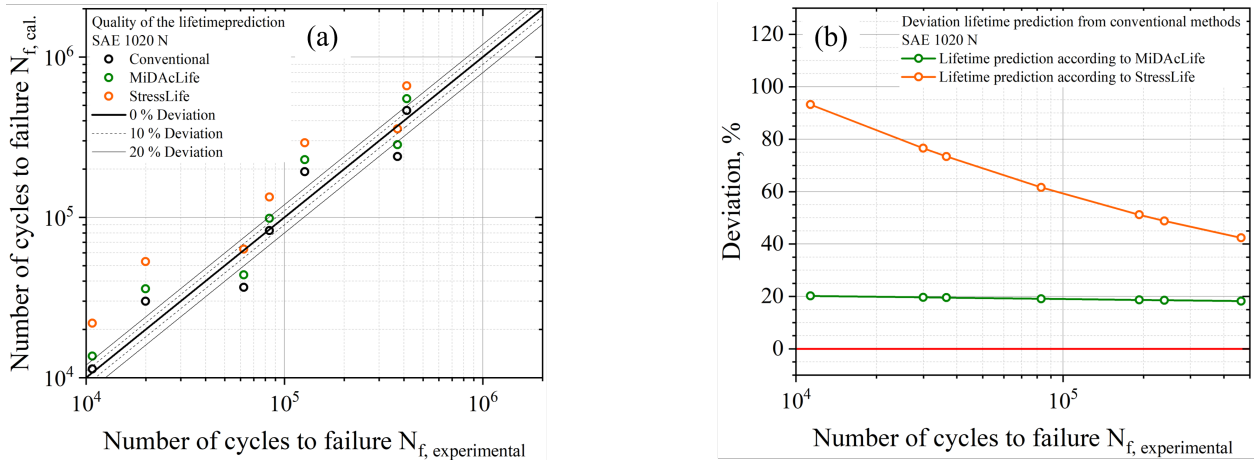 Number of cycles to failure N_f, cal.
10^6
10^5
10^4
Quality of the lifetimeprediction
SAE 1020 N
Conventional
MiDAcLife
StressLife
0 % Deviation
10 % Deviation
20 % Deviation
(a)
10^4
10^5
10^6
Number of cycles to failure N_f, experimental
Deviation, %
120
100
80
60
40
20
0
(b)
Deviation lifetime prediction from conventional methods
SAE 1020 N
Lifetime prediction according to MiDAcLife
Lifetime prediction according to StressLife
10^4
10^5
Number of cycles to failure N_f, experimental